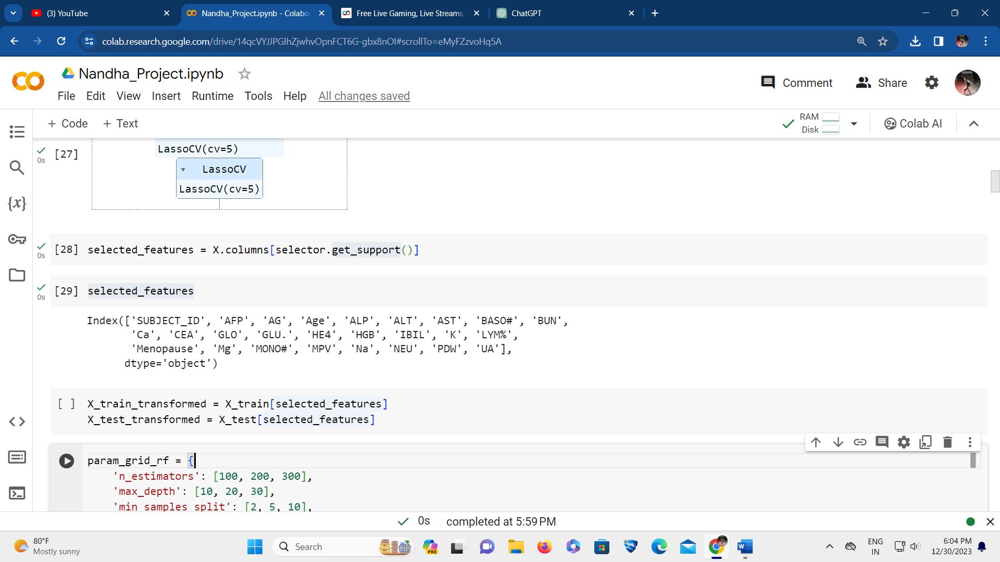 (3) YouTube
Nandha_Project.ipynb - Colabo
Free Live Gaming, Live Streams,
ChatGPT
colab.research.google.com/drive/14qcVYJJPGIhZjwhvOpnFCT6G-gbx8nOI#scrollTo=eMyFZzvoHq5A
Nandha_Project.ipynb
Comment
Share
File Edit View Insert Runtime Tools Help All changes saved
+ Code + Text
RAM
Disk
Colab AI
LassoCV(cv=5)
[27]
0s
LassoCV
LassoCV(cv=5)
[28] selected_features = X.columns[selector.get_support()]
0s
[29] selected_features
0s
Index(['SUBJECT_ID', 'AFP', 'AG', 'Age', 'ALP', 'ALT', 'AST', 'BASO#', 'BUN',
'Ca', 'CEA', 'GLO', 'GLU.', 'HE4', 'HGB', 'IBIL', 'K', 'LYM%',
'Menopause', 'Mg', 'MONO#', 'MPV', 'Na', 'NEU', 'PDW', 'UA'],
dtype='object')
[ ] X_train_transformed = X_train[selected_features]
X_test_transformed = X_test[selected_features]
param_grid_rf = {
'n_estimators': [100, 200, 300],
'max_depth': [10, 20, 30],
'min_samples_split': [2, 5, 10],
0s completed at 5:59 PM
80°F
Mostly sunny
Search
PRE
ENG
IN
6:04 PM
12/30/2023